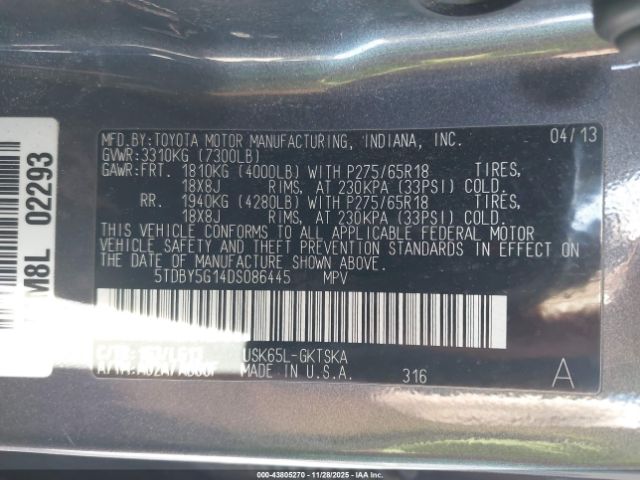 MFD.BY:TOYOTA MOTOR MANUFACTURING, INDIANA, INC. 04/13
GVWR:3310KG (7300LB)
GAWR:FRT. 1810KG (4000LB) WITH P275/65R18 TIRES,
18X8J RIMS, AT 230KPA (33PSI) COLD.
RR. 1940KG (4280LB) WITH P275/65R18 TIRES,
18X8J RIMS, AT 230KPA (33PSI) COLD.
THIS VEHICLE CONFORMS TO ALL APPLICABLE FEDERAL MOTOR
VEHICLE SAFETY AND THEFT PREVENTION STANDARDS IN EFFECT ON
THE DATE OF MANUFACTURE SHOWN ABOVE.
5TDBY5G14DS086445 MPV
USK65L-GKTSKA
MADE IN U.S.A. 316 A
M8L 02293
000-43805270 - 11/28/2025 - IAA Inc.